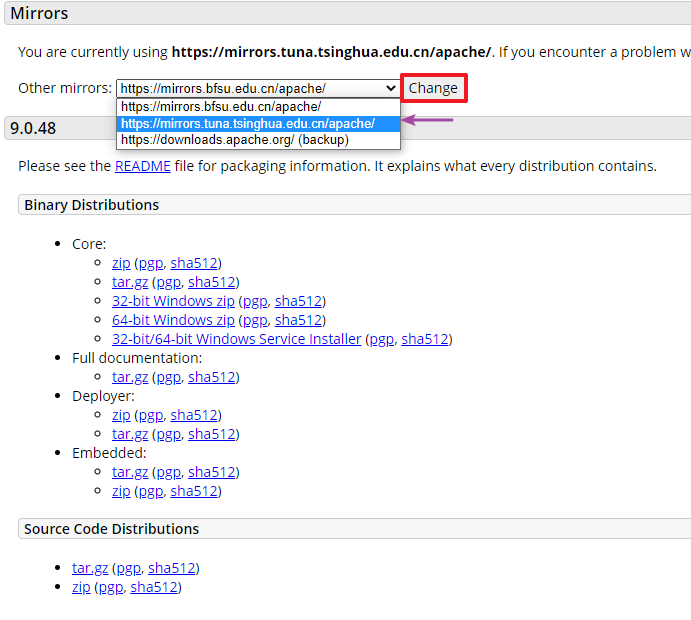 Mirrors
You are currently using https://mirrors.tuna.tsinghua.edu.cn/apache/. If you encounter a problem w
Other mirrors: https://mirrors.bfsu.edu.cn/apache/ Change
https://mirrors.bfsu.edu.cn/apache/
https://mirrors.tuna.tsinghua.edu.cn/apache/
https://downloads.apache.org/ (backup)
9.0.48
Please see the README file for packaging information. It explains what every distribution contains.
Binary Distributions
Core:
zip (pgp, sha512)
tar.gz (pgp, sha512)
32-bit Windows zip (pgp, sha512)
64-bit Windows zip (pgp, sha512)
32-bit/64-bit Windows Service Installer (pgp, sha512)
Full documentation:
tar.gz (pgp, sha512)
Deployer:
zip (pgp, sha512)
tar.gz (pgp, sha512)
Embedded:
tar.gz (pgp, sha512)
zip (pgp, sha512)
Source Code Distributions
tar.gz (pgp, sha512)
zip (pgp, sha512)